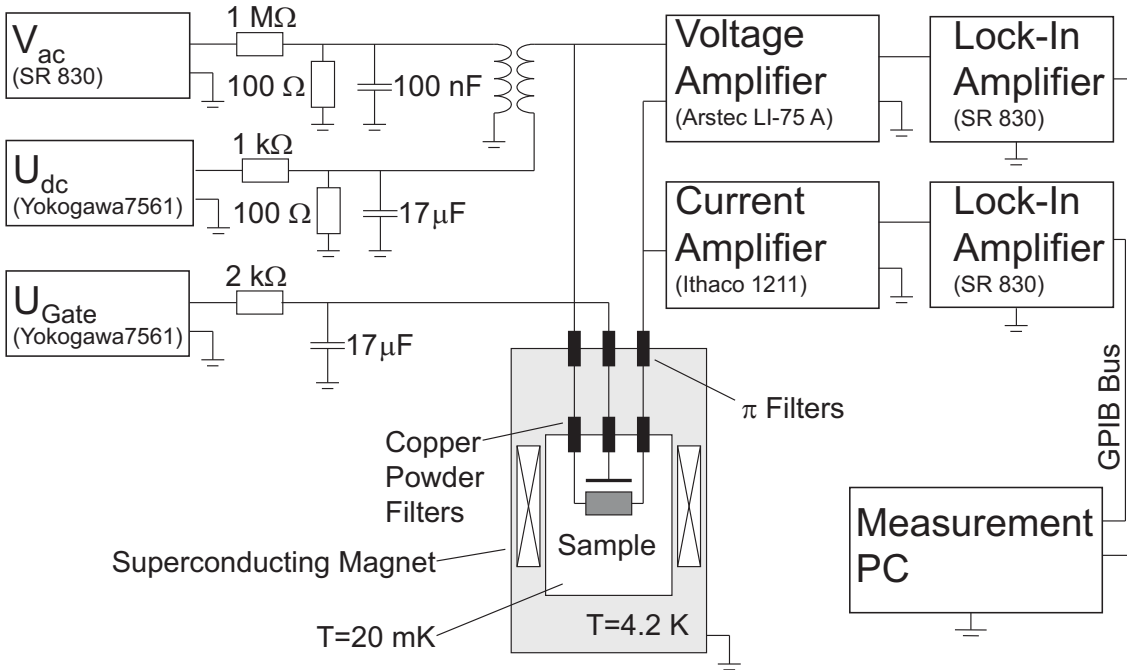 V_ac
(SR 830)
1 MΩ
100 Ω
100 nF
U_dc
(Yokogawa7561)
1 kΩ
100 Ω
17μF
U_Gate
(Yokogawa7561)
2 kΩ
17μF
Voltage
Amplifier
(Arstec LI-75 A)
Lock-In
Amplifier
(SR 830)
Current
Amplifier
(Ithaco 1211)
Lock-In
Amplifier
(SR 830)
GPIB Bus
Measurement
PC
π Filters
Copper
Powder
Filters
Superconducting Magnet
Sample
T=20 mK
T=4.2 K